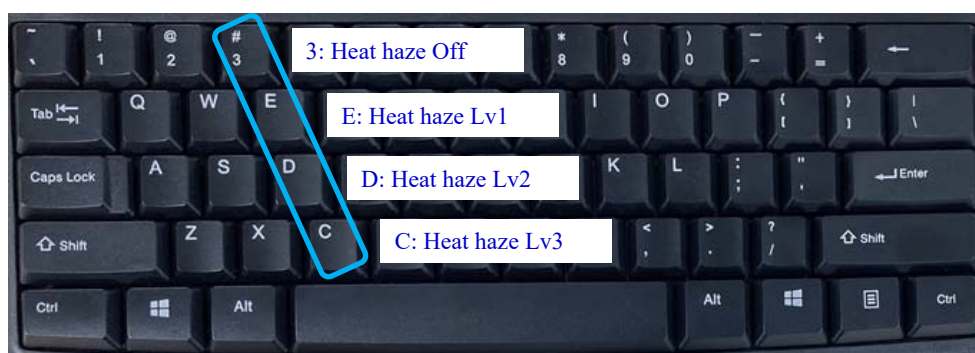 ~ ! @ # 3: Heat haze Off * ( ) — +
` 1 2 3 8 9 0 - = ←
Tab Q W E E: Heat haze Lv1 I O P { } |
[ ] \
Caps Lock A S D D: Heat haze Lv2 K L : " Enter
; '
Shift Z X C C: Heat haze Lv3 < > ? Shift
, . /
Ctrl Alt Alt Ctrl